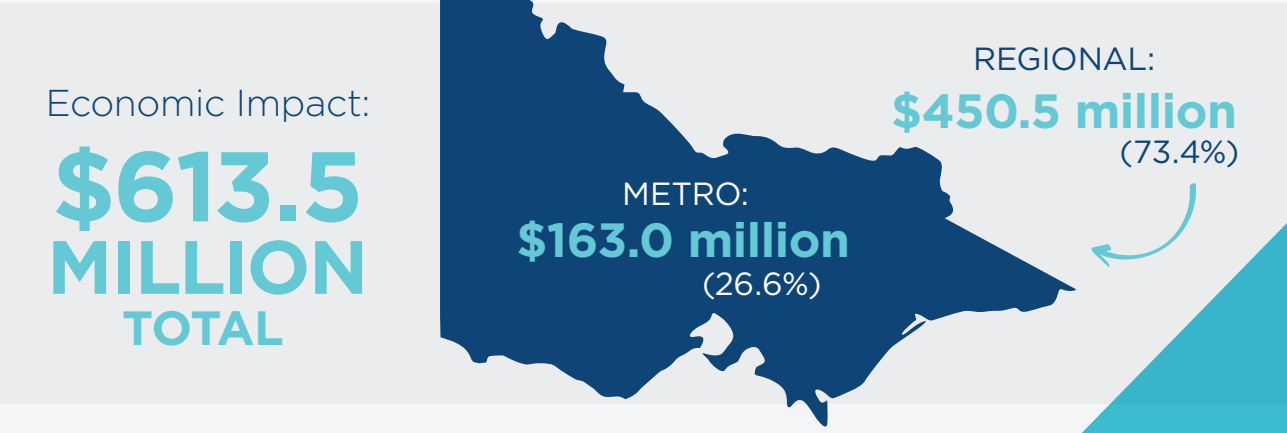 Economic Impact:
$613.5
MILLION
TOTAL
METRO:
$163.0 million
(26.6%)
REGIONAL:
$450.5 million
(73.4%)